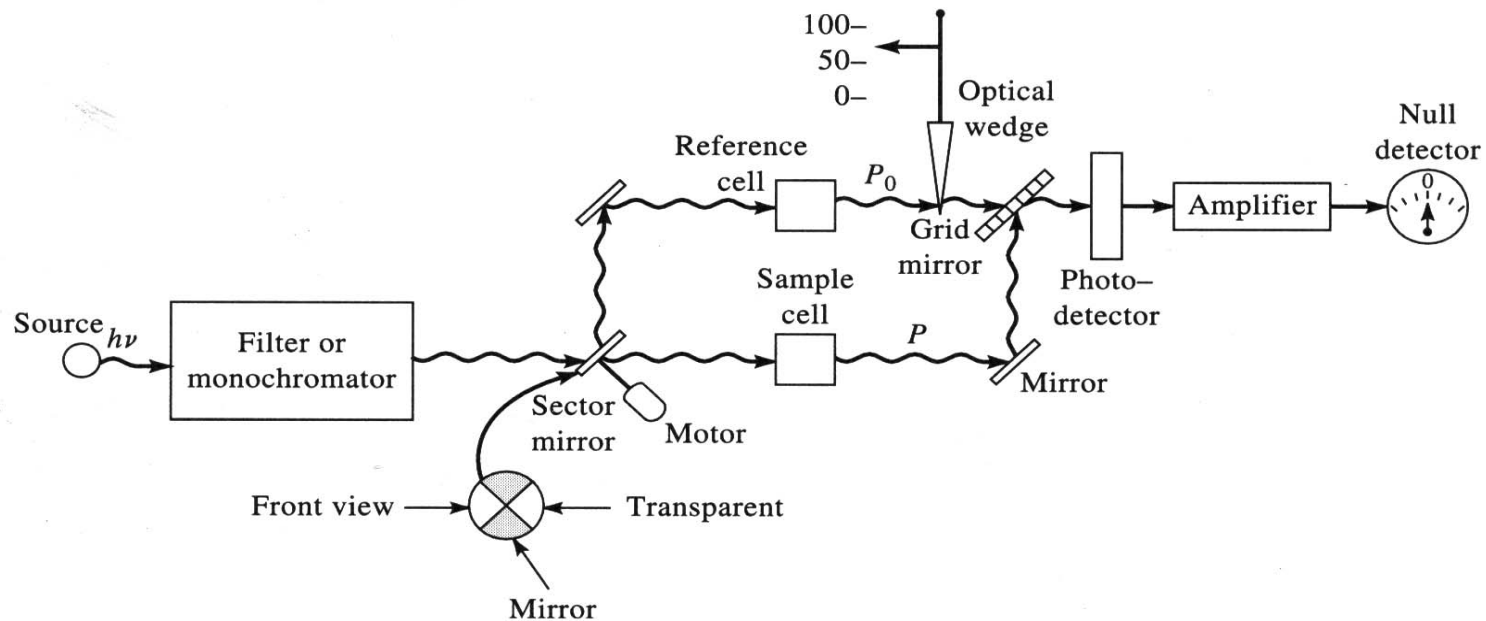 100–
50–
0–
Optical
wedge
Null
detector
0
Reference
cell
P0
Grid
mirror
Amplifier
Photo–
detector
Sample
cell
P
Mirror
Source
hν
Filter or
monochromator
Sector
mirror
Motor
Front view
Transparent
Mirror